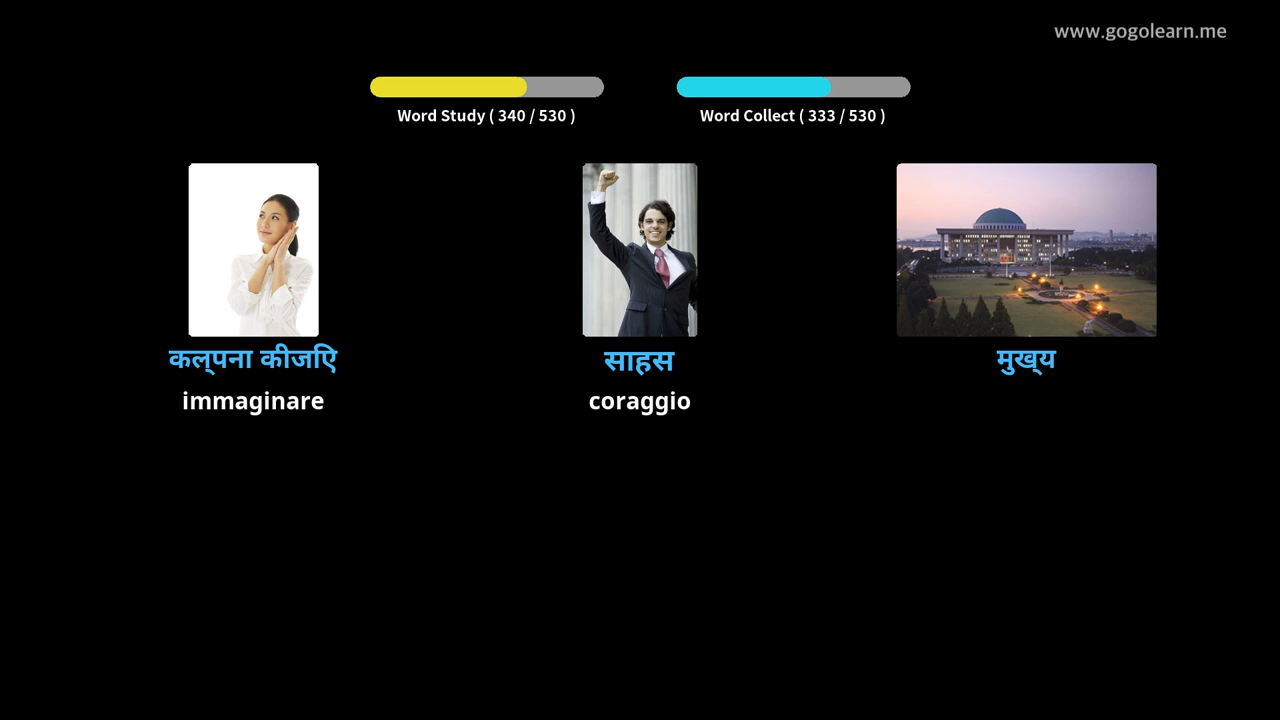 www.gogolearn.me
Word Study ( 340 / 530 )
Word Collect ( 333 / 530 )
कल्पना कीजिए
साहस
मुख्य
immaginare
coraggio